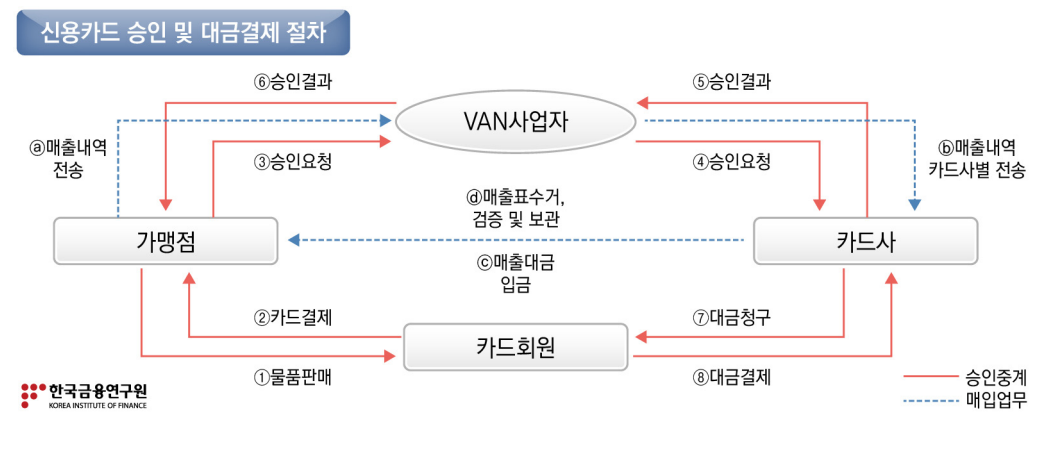 신용카드 승인 및 대금결제 절차
⑥승인결과
⑤승인결과
VAN사업자
ⓐ매출내역
전송
③승인요청
④승인요청
ⓑ매출내역
카드사별 전송
ⓓ매출표수거,
검증 및 보관
가맹점
카드사
ⓒ매출대금
입금
②카드결제
⑦대금청구
카드회원
①물품판매
⑧대금결제
한국금융연구원
KOREA INSTITUTE OF FINANCE
승인중계
매입업무